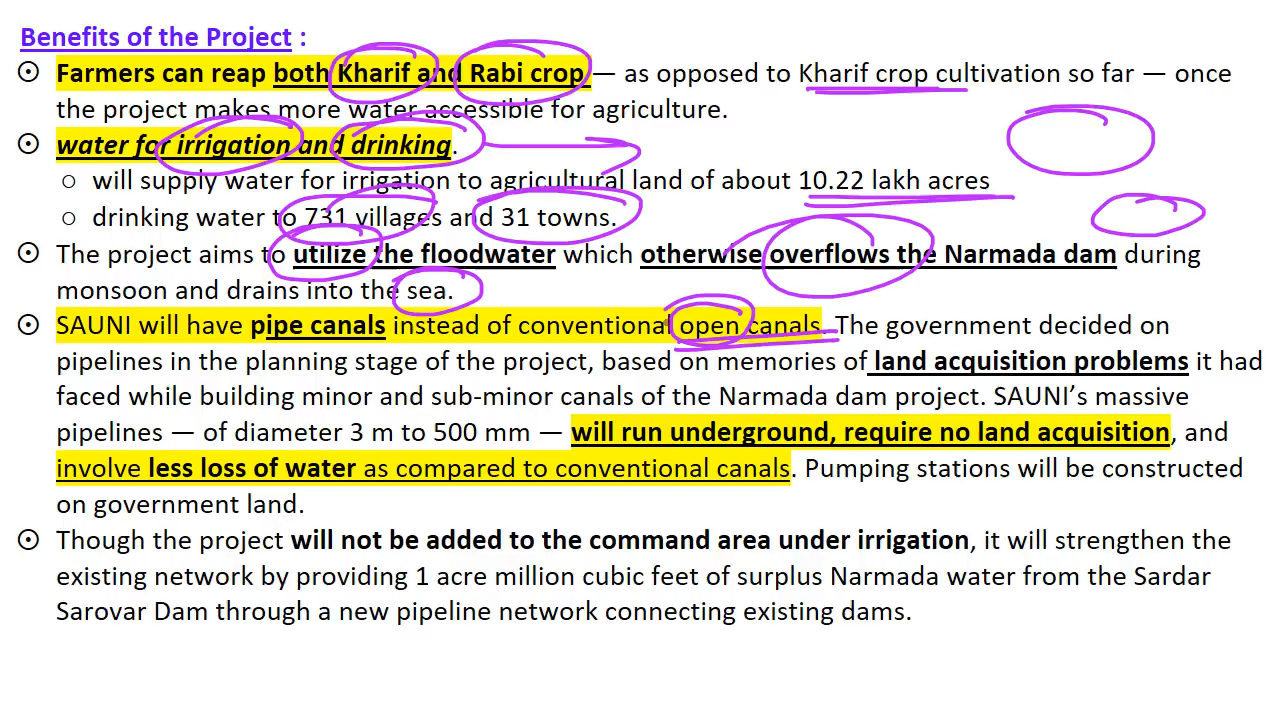 Benefits of the Project :
⊙ Farmers can reap both Kharif and Rabi crop — as opposed to Kharif crop cultivation so far — once
the project makes more water accessible for agriculture.
⊙ water for irrigation and drinking.
○ will supply water for irrigation to agricultural land of about 10.22 lakh acres
○ drinking water to 731 villages and 31 towns.
⊙ The project aims to utilize the floodwater which otherwise overflows the Narmada dam during
monsoon and drains into the sea.
⊙ SAUNI will have pipe canals instead of conventional open canals. The government decided on
pipelines in the planning stage of the project, based on memories of land acquisition problems it had
faced while building minor and sub-minor canals of the Narmada dam project. SAUNI’s massive
pipelines — of diameter 3 m to 500 mm — will run underground, require no land acquisition, and
involve less loss of water as compared to conventional canals. Pumping stations will be constructed
on government land.
⊙ Though the project will not be added to the command area under irrigation, it will strengthen the
existing network by providing 1 acre million cubic feet of surplus Narmada water from the Sardar
Sarovar Dam through a new pipeline network connecting existing dams.